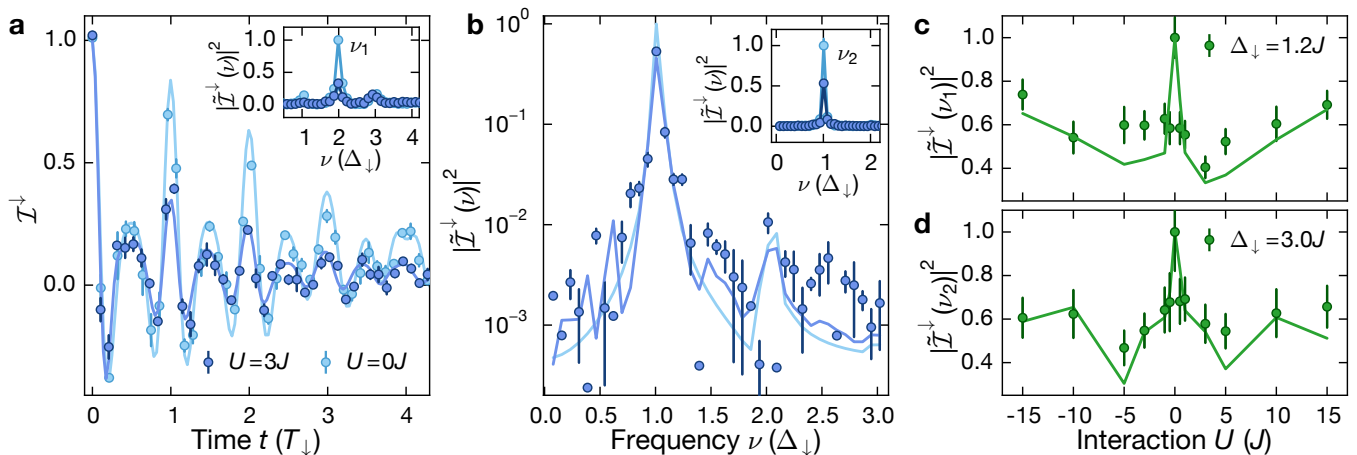 a
1.0
0.5
0.0
𝓘↓
0 1 2 3 4
Time t (T↓)
U=3J U=0J
1.0
0.5
0.0
|𝓘̃↓(ν)|²
ν₁
1 2 3 4
ν (Δ↓)
b
10⁰
10⁻¹
10⁻²
10⁻³
|𝓘̃↓(ν)|²
0.0 0.5 1.0 1.5 2.0 2.5 3.0
Frequency ν (Δ↓)
1.0
0.5
0.0
|𝓘̃↓(ν)|²
ν₂
0 1 2
ν (Δ↓)
c
Δ↓=1.2J
1.0
0.8
0.6
0.4
|𝓘̃↓(ν₁)|²
d
Δ↓=3.0J
1.0
0.8
0.6
0.4
|𝓘̃↓(ν₂)|²
-15 -10 -5 0 5 10 15
Interaction U (J)